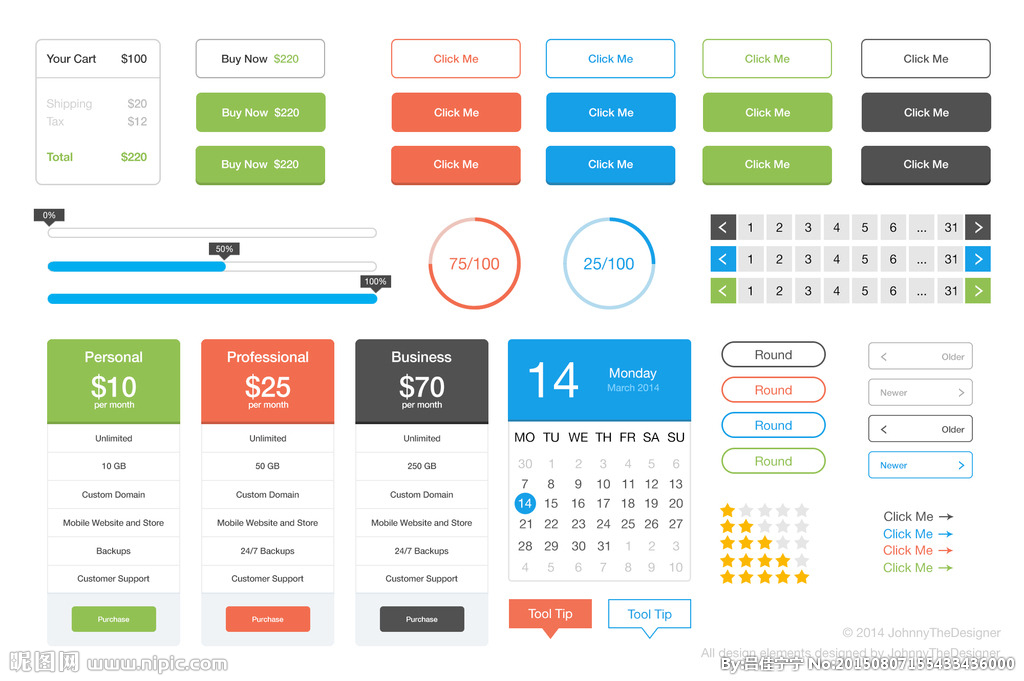 Your Cart $100
Shipping $20
Tax $12
Total $220
Buy Now $220
Buy Now $220
Buy Now $220
Click Me Click Me Click Me Click Me
Click Me Click Me Click Me Click Me
Click Me Click Me Click Me Click Me
0%
50%
100%
75/100
25/100
< 1 2 3 4 5 6 ... 31 >
< 1 2 3 4 5 6 ... 31 >
< 1 2 3 4 5 6 ... 31 >
Personal
$10
per month
Unlimited
10 GB
Custom Domain
Mobile Website and Store
Backups
Customer Support
Purchase
Professional
$25
per month
Unlimited
50 GB
Custom Domain
Mobile Website and Store
24/7 Backups
Customer Support
Purchase
Business
$70
per month
Unlimited
250 GB
Custom Domain
Mobile Website and Store
24/7 Backups
Customer Support
Purchase
14 Monday
March 2014
MO TU WE TH FR SA SU
30 1 2 3 4 5 6
7 8 9 10 11 12 13
14 15 16 17 18 19 20
21 22 23 24 25 26 27
28 29 30 31 1 2 3
4 5 6 7 8 9 10
Tool Tip
Tool Tip
Round
Round
Round
Round
< Older
Newer >
< Older
Newer >
Click Me →
Click Me →
Click Me →
Click Me →
© 2014 JohnnyTheDesigner
All design elements designed by JohnnyTheDesigner
昵图网 www.nipic.com
By:吕佳宁宁 No:20150807155433436000